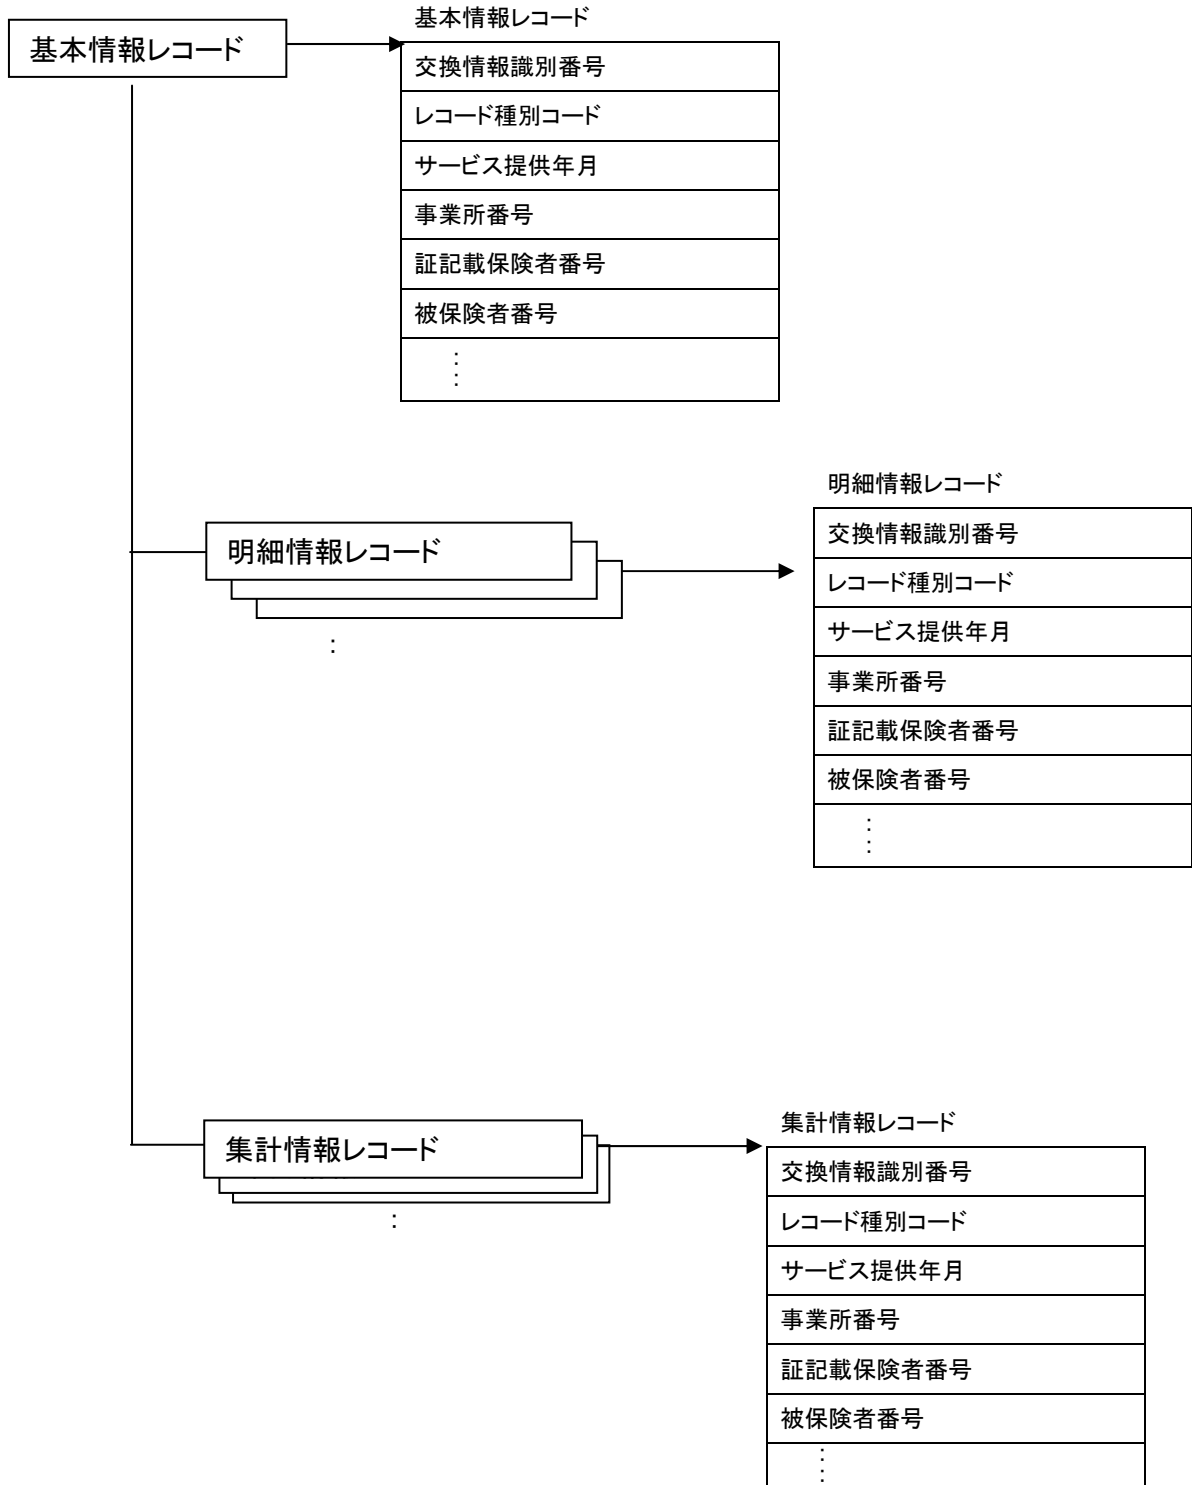 基本情報レコード
基本情報レコード
交換情報識別番号
レコード種別コード
サービス提供年月
事業所番号
証記載保険者番号
被保険者番号
：
：
明細情報レコード
：
明細情報レコード
交換情報識別番号
レコード種別コード
サービス提供年月
事業所番号
証記載保険者番号
被保険者番号
：
：
集計情報レコード
：
集計情報レコード
交換情報識別番号
レコード種別コード
サービス提供年月
事業所番号
証記載保険者番号
被保険者番号
：
：